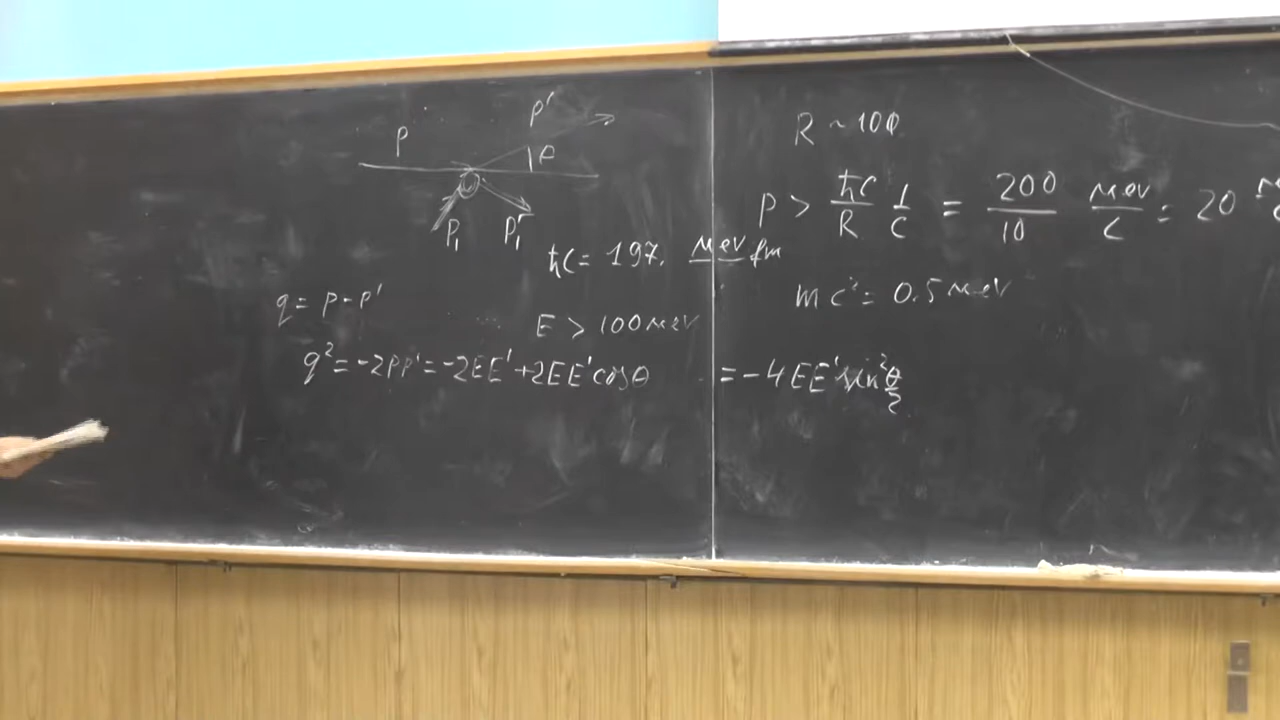 p
p'
θ
p₁
p₁'
ħc = 197. Mev fm
q = p - p'
E > 100 Mev
q² = -2pp' = -2EE' + 2EE'cosθ = -4EE' sin² θ/2
R ~ 10ф
p > ħc/R 1/c = 200/10 Mev/c = 20
mc² = 0.5 Mev